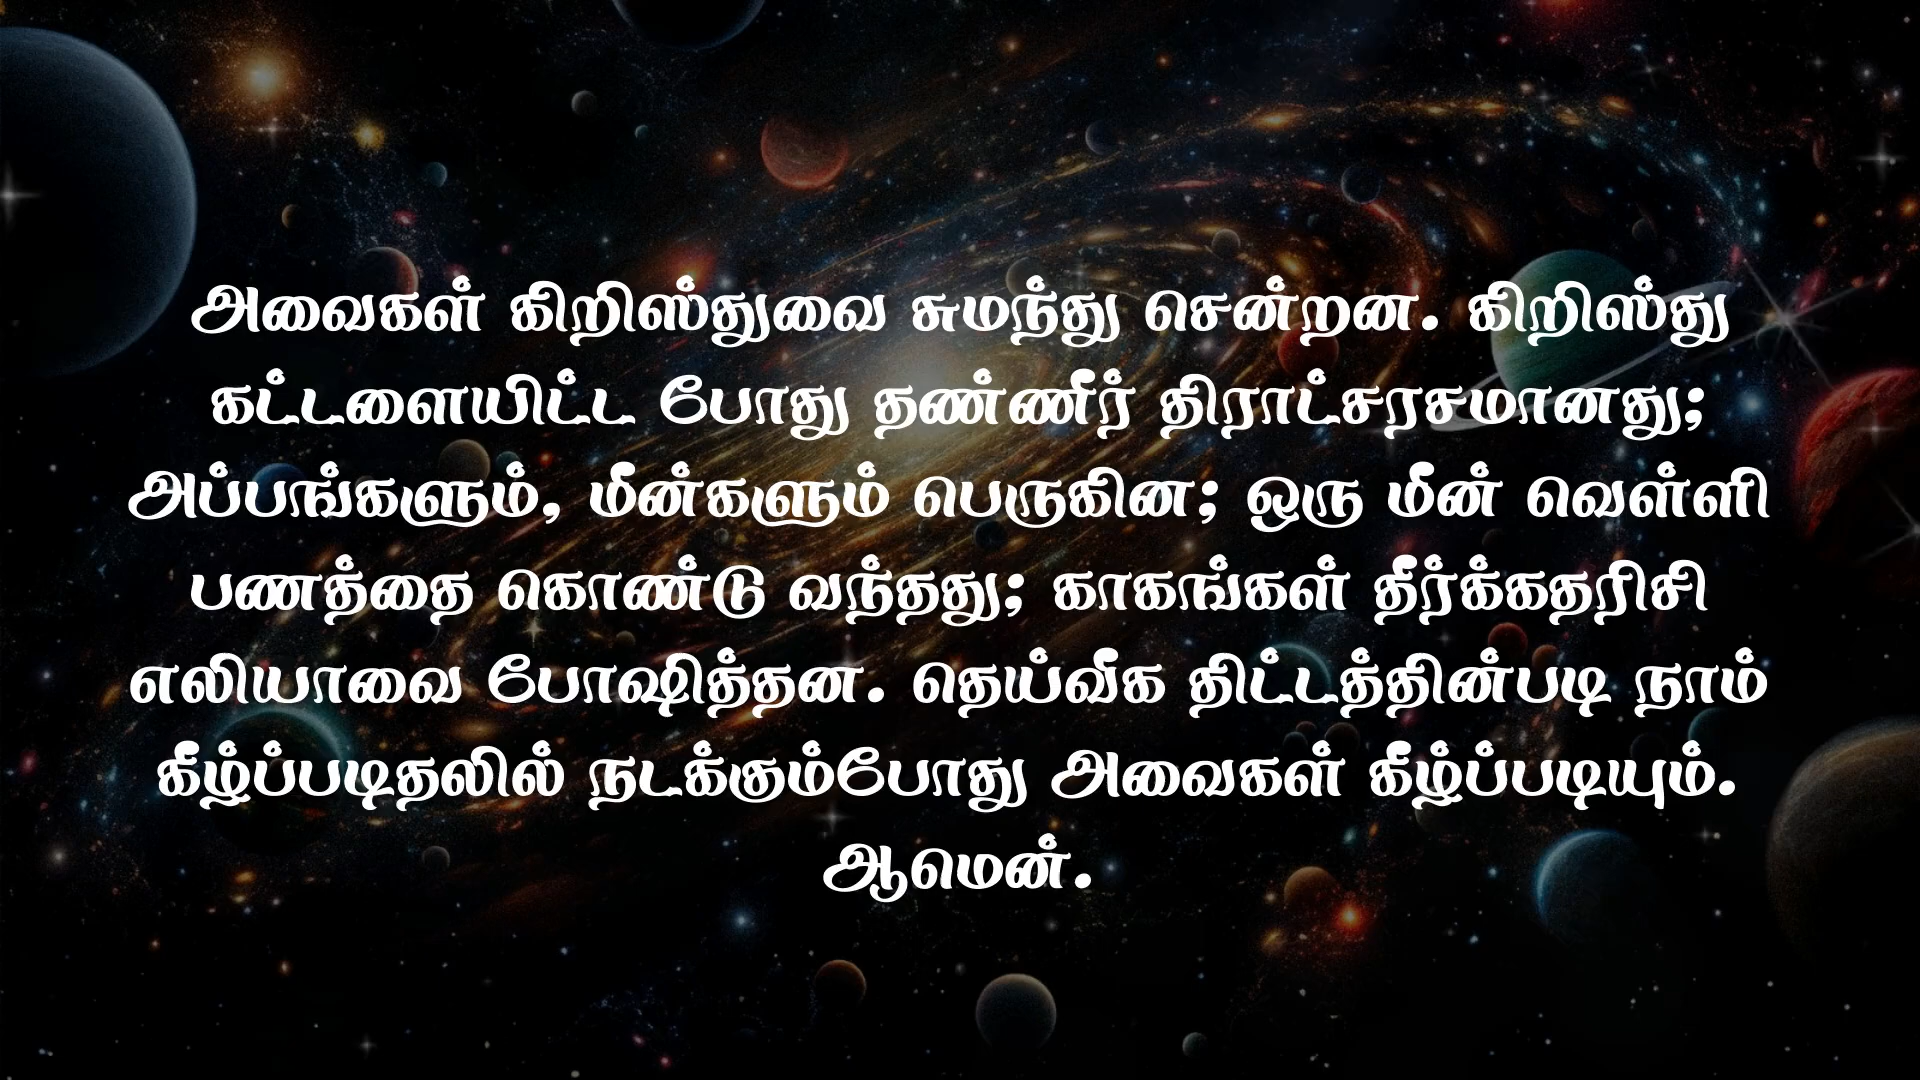 அவைகள் கிறிஸ்துவை சுமந்து சென்றன. கிறிஸ்து
கட்டளையிட்ட போது தண்ணீர் திராட்சரசமானது;
அப்பங்களும், மீன்களும் பெருகின; ஒரு மீன் வெள்ளி
பணத்தை கொண்டு வந்தது; காகங்கள் தீர்க்கதரிசி
எலியாவை போஷித்தன. தெய்வீக திட்டத்தின்படி நாம்
கீழ்ப்படிதலில் நடக்கும்போது அவைகள் கீழ்ப்படியும்.
ஆமென்.